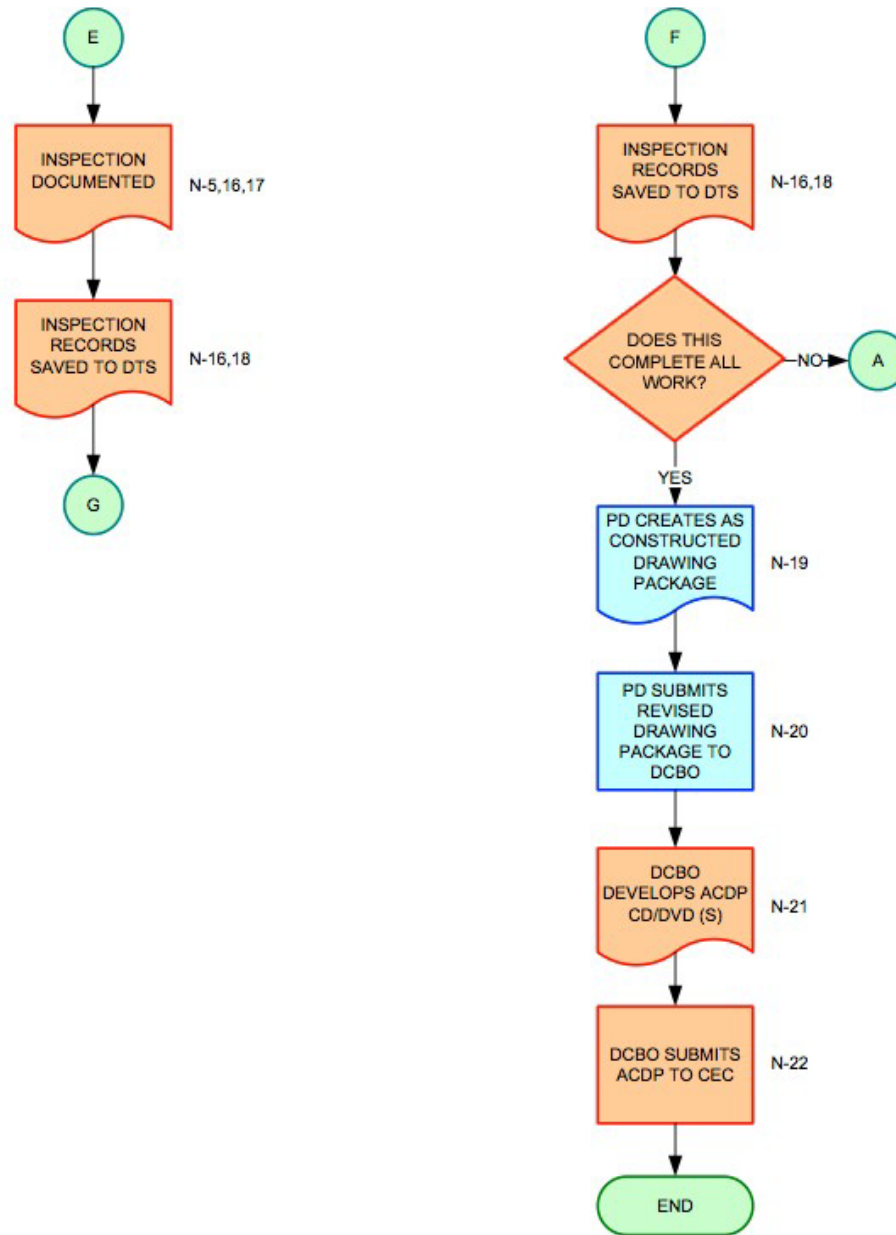 E
INSPECTION
DOCUMENTED
N-5,16,17
INSPECTION
RECORDS
SAVED TO DTS
N-16,18
G
F
INSPECTION
RECORDS
SAVED TO DTS
N-16,18
DOES THIS
COMPLETE ALL
WORK?
NO
A
YES
PD CREATES AS
CONSTRUCTED
DRAWING
PACKAGE
N-19
PD SUBMITS
REVISED
DRAWING
PACKAGE TO
DCBO
N-20
DCBO
DEVELOPS ACDP
CD/DVD (S)
N-21
DCBO SUBMITS
ACDP TO CEC
N-22
END